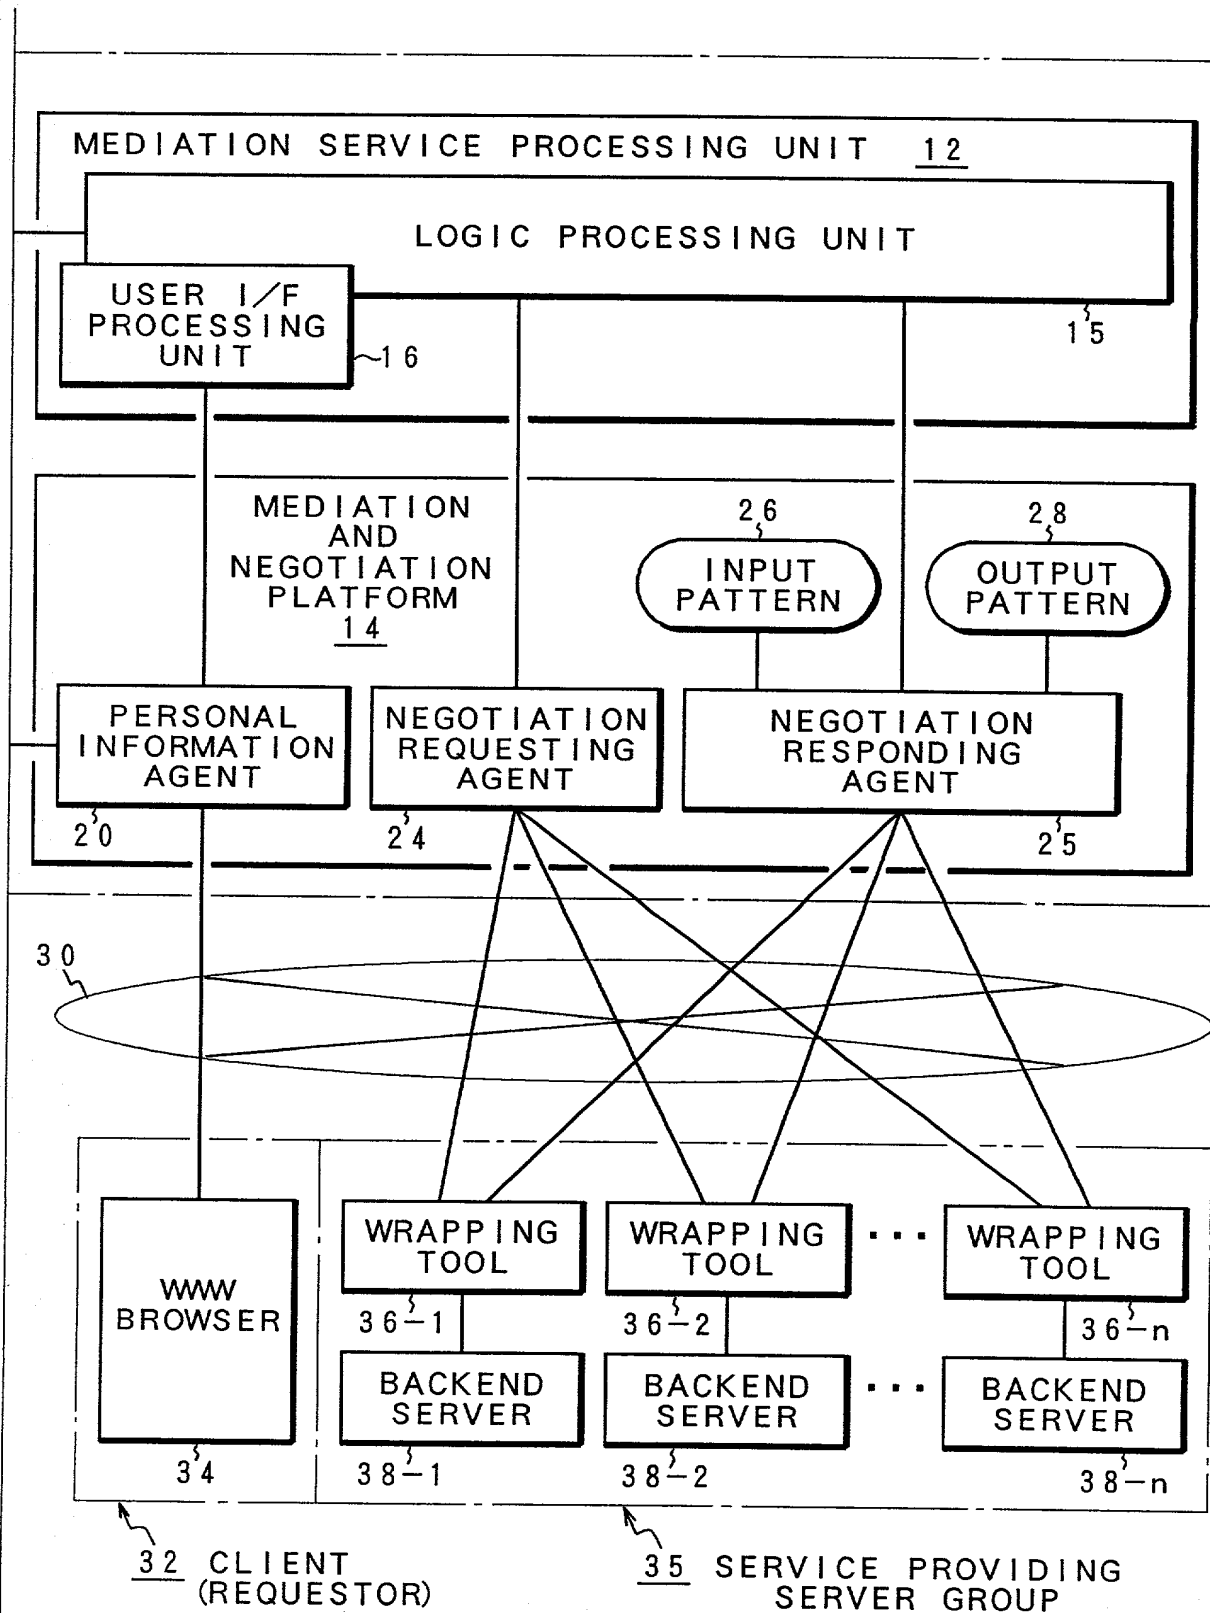 MEDIATION SERVICE PROCESSING UNIT 12
LOGIC PROCESSING UNIT
15
USER I/F
PROCESSING
UNIT
16
MEDIATION
AND
NEGOTIATION
PLATFORM
14
26
INPUT
PATTERN
28
OUTPUT
PATTERN
PERSONAL
INFORMATION
AGENT
20
NEGOTIATION
REQUESTING
AGENT
24
NEGOTIATION
RESPONDING
AGENT
25
30
WWW
BROWSER
34
WRAPPING
TOOL
36-1
WRAPPING
TOOL
36-2
...
WRAPPING
TOOL
36-n
BACKEND
SERVER
38-1
BACKEND
SERVER
38-2
...
BACKEND
SERVER
38-n
32 CLIENT
(REQUESTOR)
35 SERVICE PROVIDING
SERVER GROUP